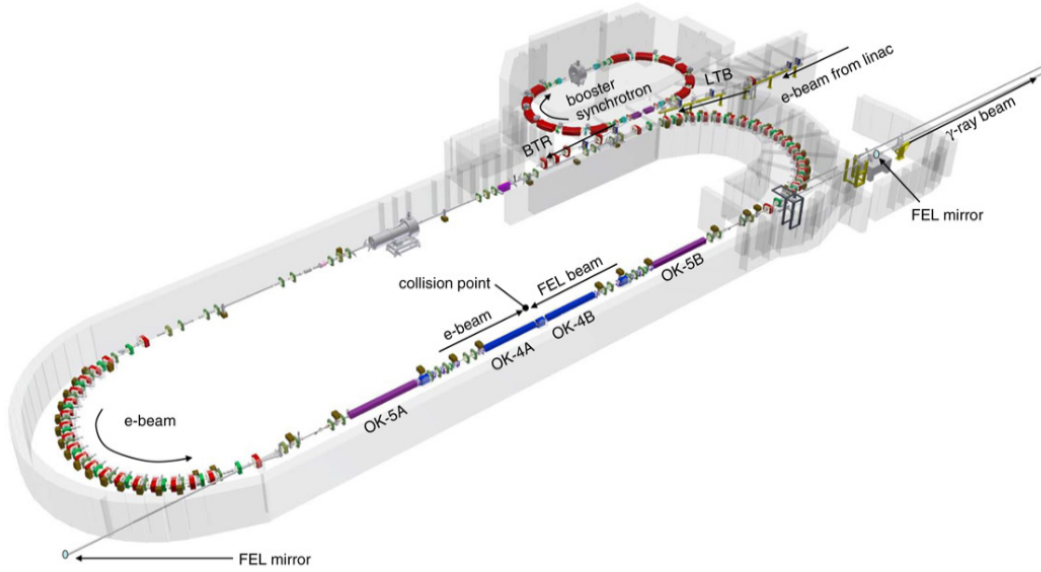 LTB
e-beam from linac
booster
synchrotron
BTR
γ-ray beam
FEL mirror
OK-5B
FEL beam
collision point
e-beam
OK-4B
OK-4A
OK-5A
e-beam
FEL mirror